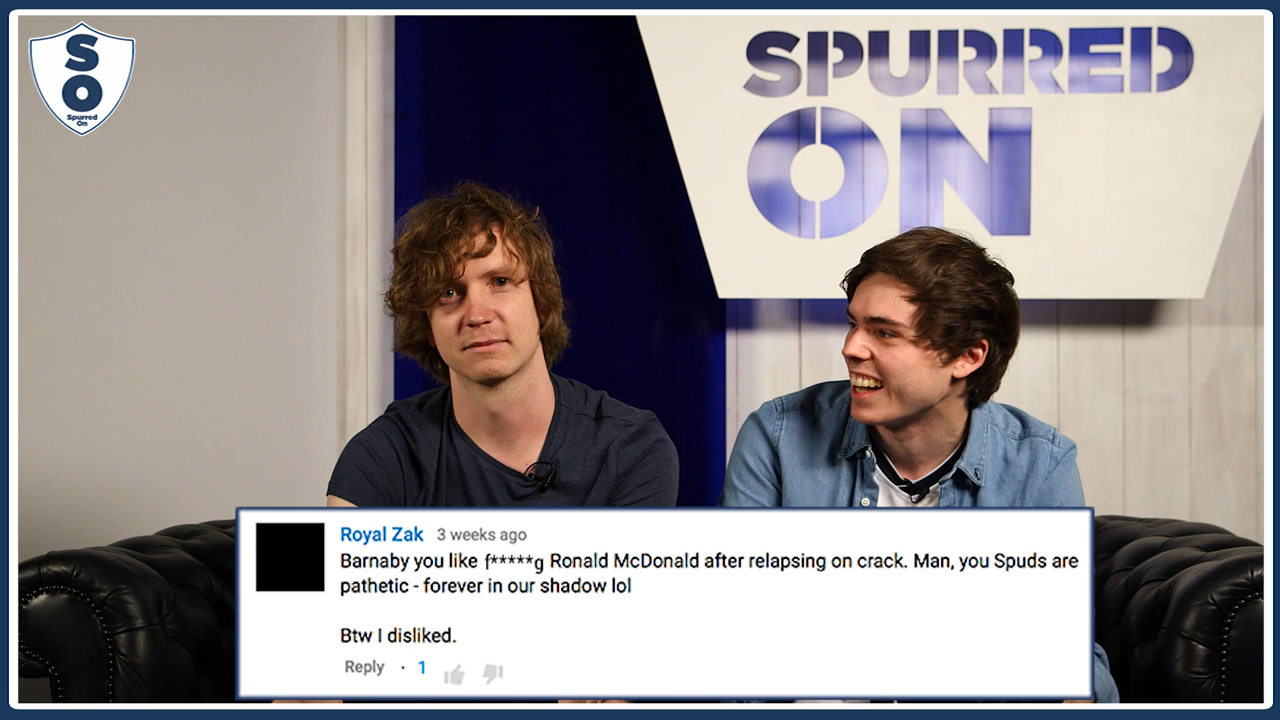 S
O
Spurred
On
SPURRED
ON
Royal Zak 3 weeks ago
Barnaby you like f*****g Ronald McDonald after relapsing on crack. Man, you Spuds are
pathetic - forever in our shadow lol
Btw I disliked.
Reply · 1